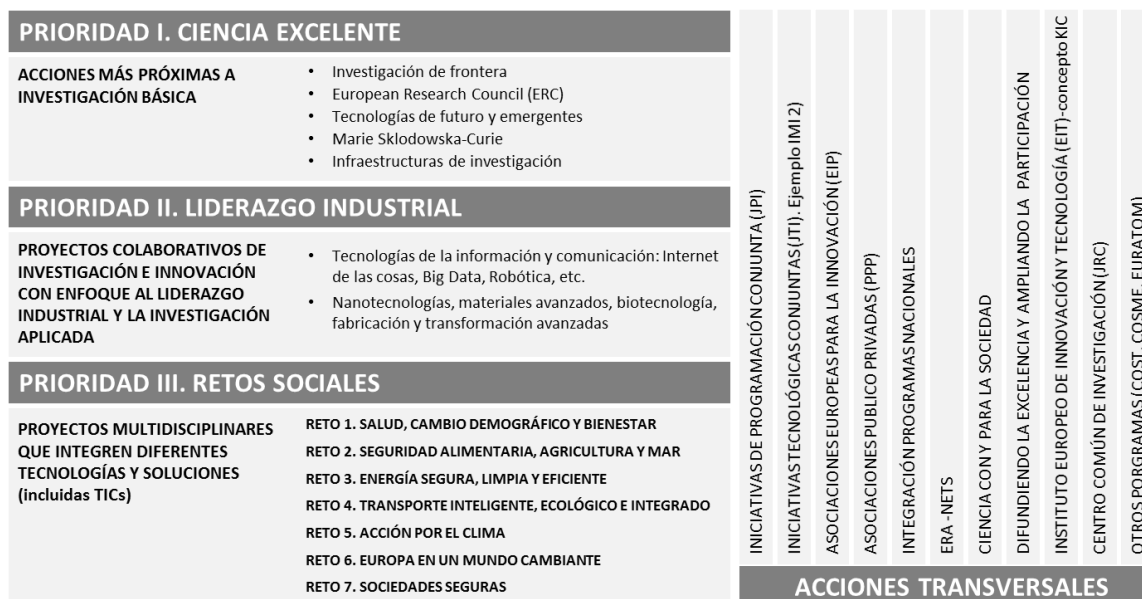 PRIORIDAD I. CIENCIA EXCELENTE
ACCIONES MÁS PRÓXIMAS A
INVESTIGACIÓN BÁSICA
• Investigación de frontera
• European Research Council (ERC)
• Tecnologías de futuro y emergentes
• Marie Sklodowska-Curie
• Infraestructuras de investigación
PRIORIDAD II. LIDERAZGO INDUSTRIAL
PROYECTOS COLABORATIVOS DE
INVESTIGACIÓN E INNOVACIÓN
CON ENFOQUE AL LIDERAZGO
INDUSTRIAL Y LA INVESTIGACIÓN
APLICADA
• Tecnologías de la información y comunicación: Internet
de las cosas, Big Data, Robótica, etc.
• Nanotecnologías, materiales avanzados, biotecnología,
fabricación y transformación avanzadas
PRIORIDAD III. RETOS SOCIALES
PROYECTOS MULTIDISCIPLINARES
QUE INTEGREN DIFERENTES
TECNOLOGÍAS Y SOLUCIONES
(incluidas TICs)
RETO 1. SALUD, CAMBIO DEMOGRÁFICO Y BIENESTAR
RETO 2. SEGURIDAD ALIMENTARIA, AGRICULTURA Y MAR
RETO 3. ENERGÍA SEGURA, LIMPIA Y EFICIENTE
RETO 4. TRANSPORTE INTELIGENTE, ECOLÓGICO E INTEGRADO
RETO 5. ACCIÓN POR EL CLIMA
RETO 6. EUROPA EN UN MUNDO CAMBIANTE
RETO 7. SOCIEDADES SEGURAS
INICIATIVAS DE PROGRAMACIÓN CONJUNTA (JPI)
INICIATIVAS TECNOLÓGICAS CONJUNTAS (JTI). Ejemplo IMI 2)
ASOCIACIONES EUROPEAS PARA LA INNOVACIÓN (EIP)
ASOCIACIONES PUBLICO PRIVADAS (PPP)
INTEGRACIÓN PROGRAMAS NACIONALES
ERA - NETS
CIENCIA CON Y PARA LA SOCIEDAD
DIFUNDIENDO LA EXCELENCIA Y AMPLIANDO LA PARTICIPACIÓN
INSTITUTO EUROPEO DE INNOVACIÓN Y TECNOLOGÍA (EIT)-concepto KIC
CENTRO COMÚN DE INVESTIGACIÓN (JRC)
OTROS PORGRAMAS (COST, COSME, EURATOM)
ACCIONES TRANSVERSALES